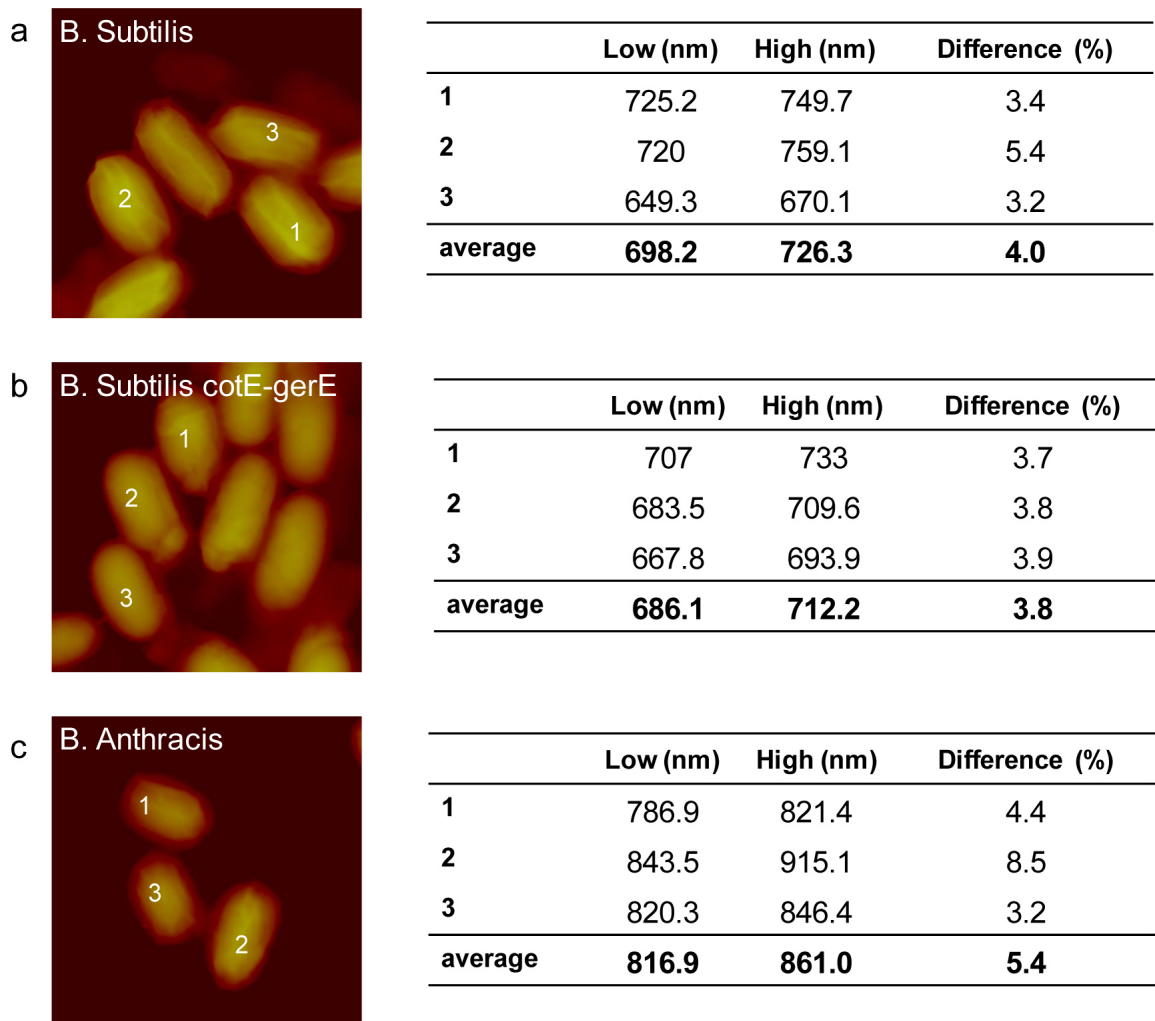 a B. Subtilis
3
2
1
Low (nm) High (nm) Difference (%)
1 725.2 749.7 3.4
2 720 759.1 5.4
3 649.3 670.1 3.2
average 698.2 726.3 4.0
b B. Subtilis cotE-gerE
1
2
3
Low (nm) High (nm) Difference (%)
1 707 733 3.7
2 683.5 709.6 3.8
3 667.8 693.9 3.9
average 686.1 712.2 3.8
c B. Anthracis
1
3
2
Low (nm) High (nm) Difference (%)
1 786.9 821.4 4.4
2 843.5 915.1 8.5
3 820.3 846.4 3.2
average 816.9 861.0 5.4